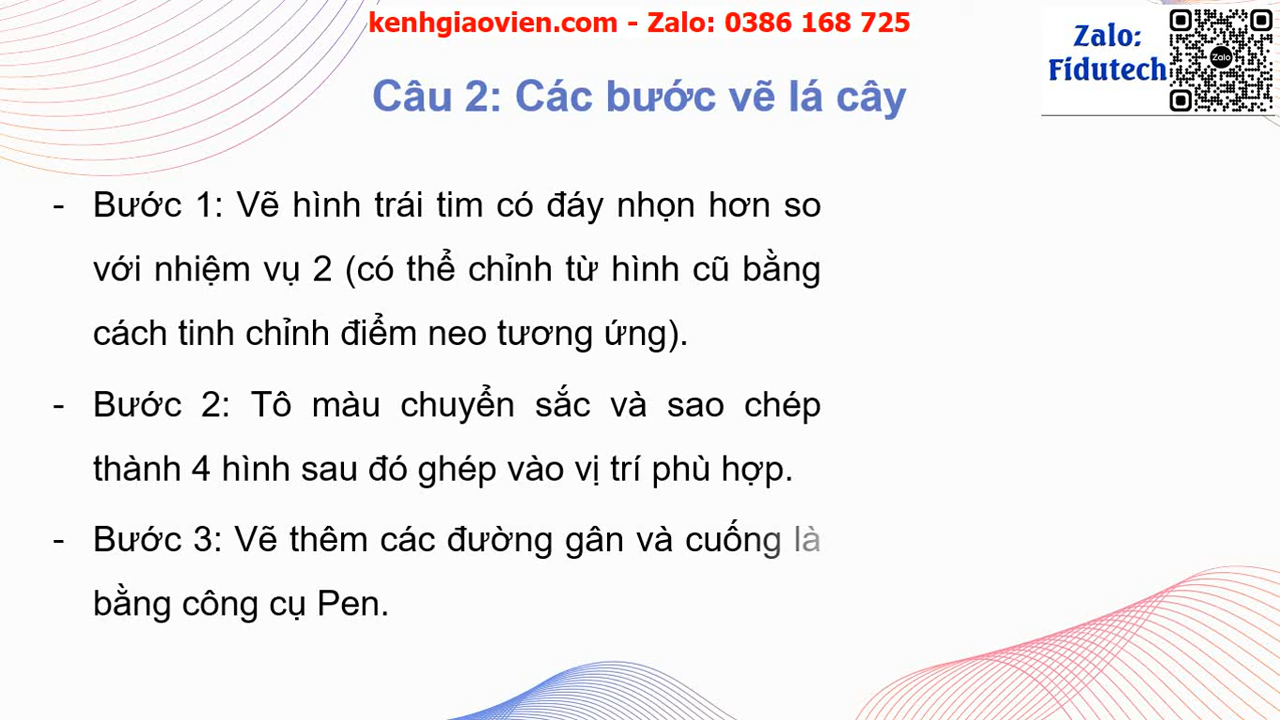 kenhgiaovien.com - Zalo: 0386 168 725
Zalo:
Fidutech
Zalo
Câu 2: Các bước vẽ lá cây
- Bước 1: Vẽ hình trái tim có đáy nhọn hơn so
với nhiệm vụ 2 (có thể chỉnh từ hình cũ bằng
cách tinh chỉnh điểm neo tương ứng).
- Bước 2: Tô màu chuyển sắc và sao chép
thành 4 hình sau đó ghép vào vị trí phù hợp.
- Bước 3: Vẽ thêm các đường gân và cuống là
bằng công cụ Pen.